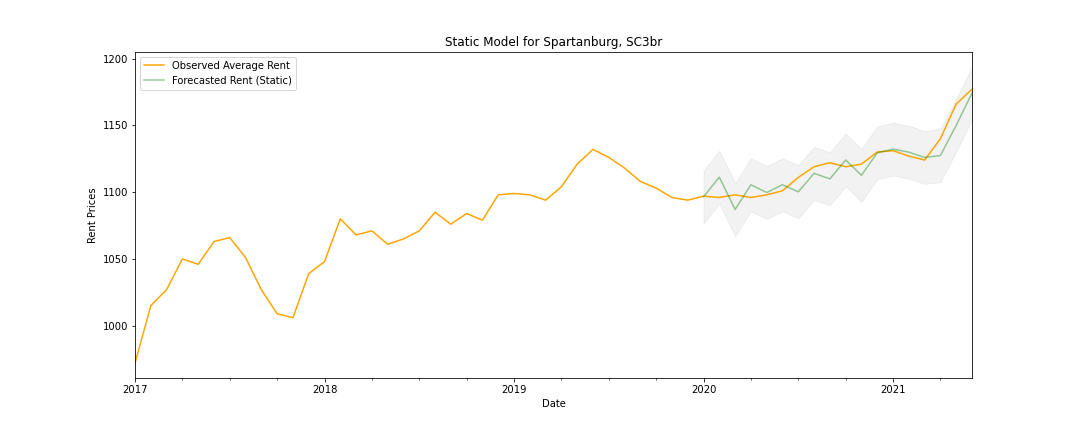 Static Model for Spartanburg, SC3br
Observed Average Rent
Forecasted Rent (Static)
Rent Prices
1200
1150
1100
1050
1000
2017
2018
2019
2020
2021
Date